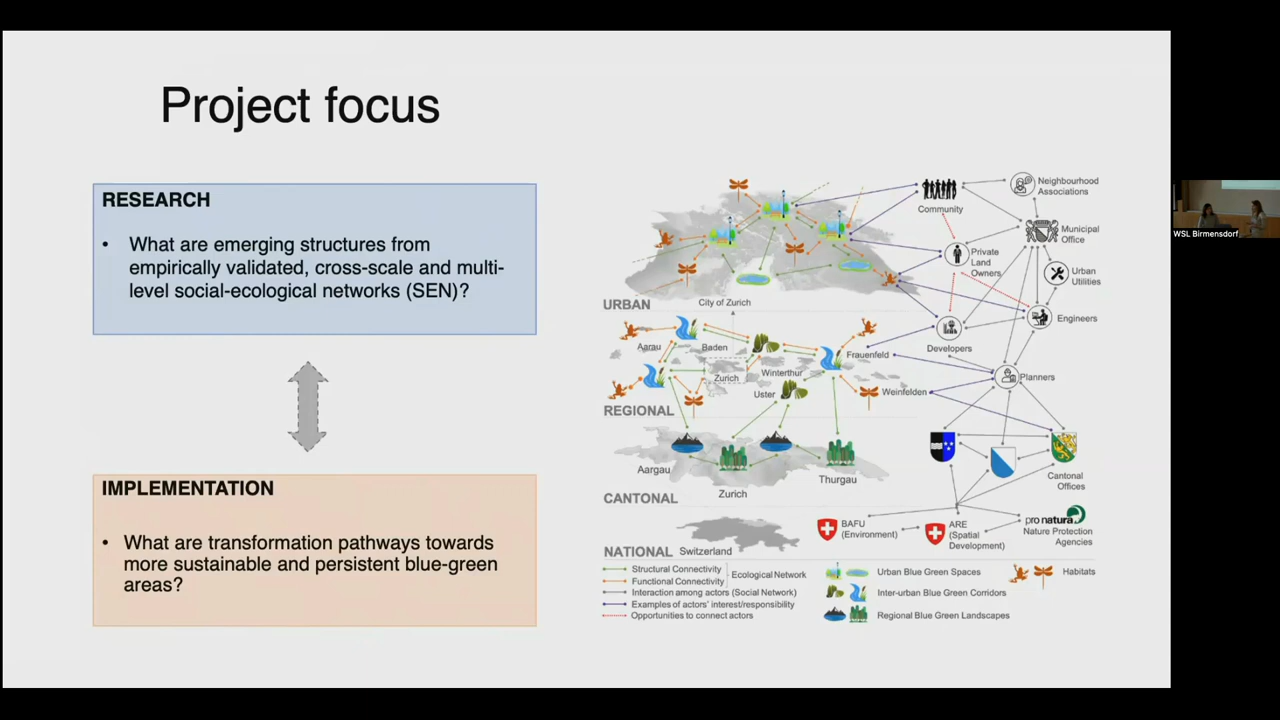 Project focus
RESEARCH
• What are emerging structures from
empirically validated, cross-scale and multi-
level social-ecological networks (SEN)?
IMPLEMENTATION
• What are transformation pathways towards
more sustainable and persistent blue-green
areas?
URBAN
City of Zurich
Community
Neighbourhood
Associations
Municipal
Office
Private
Land
Owners
Urban
Utilities
Engineers
Developers
Planners
Aarau
Baden
Zurich
Winterthur
Uster
Frauenfeld
Weinfelden
REGIONAL
Aargau
Zurich
Thurgau
CANTONAL
Cantonal
Offices
NATIONAL
Switzerland
BAFU
(Environment)
ARE
(Spatial
Development)
pro natura
Nature Protection
Agencies
Structural Connectivity
Functional Connectivity
Ecological Network
Interaction among actors (Social Network)
Examples of actors' interest/responsibility
Opportunities to connect actors
Urban Blue Green Spaces
Inter-urban Blue Green Corridors
Regional Blue Green Landscapes
Habitats
WSL Birmensdorf